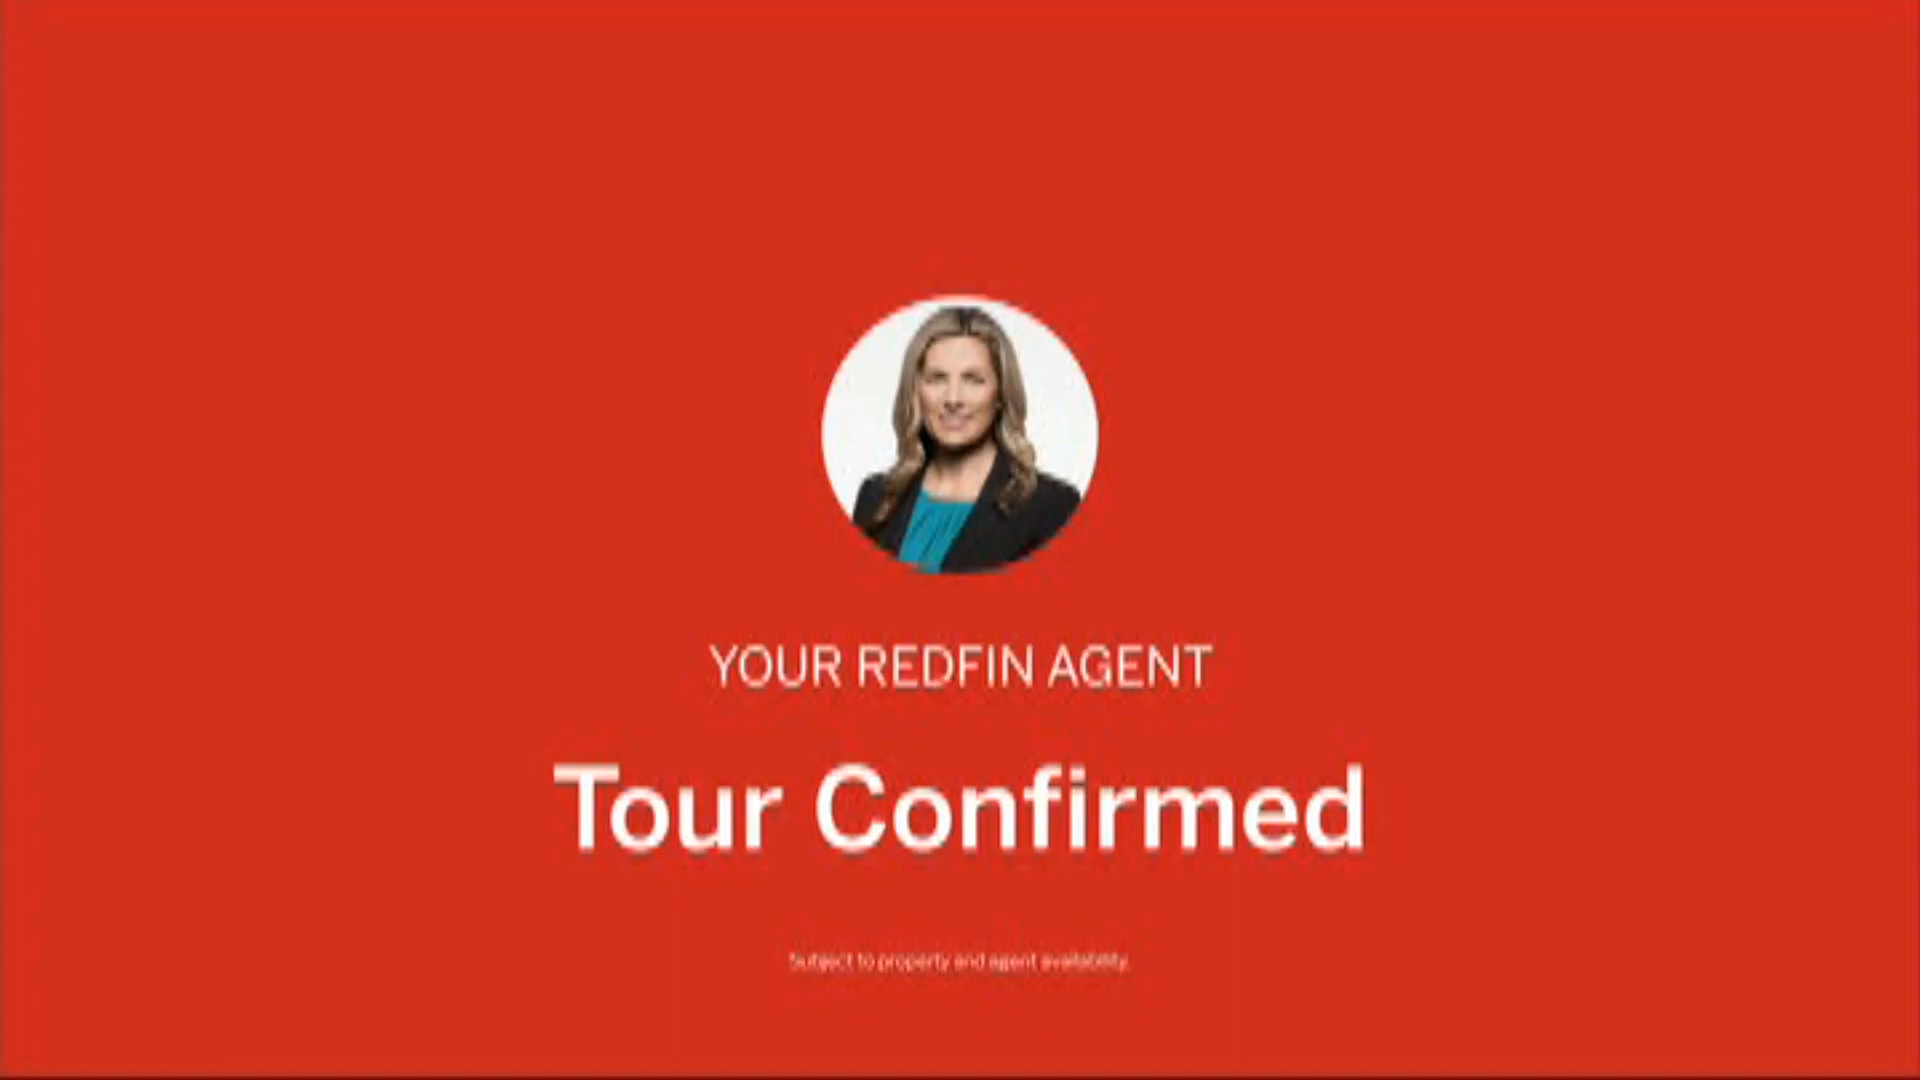 YOUR REDFIN AGENT
Tour Confirmed
Subject to property and agent availability.